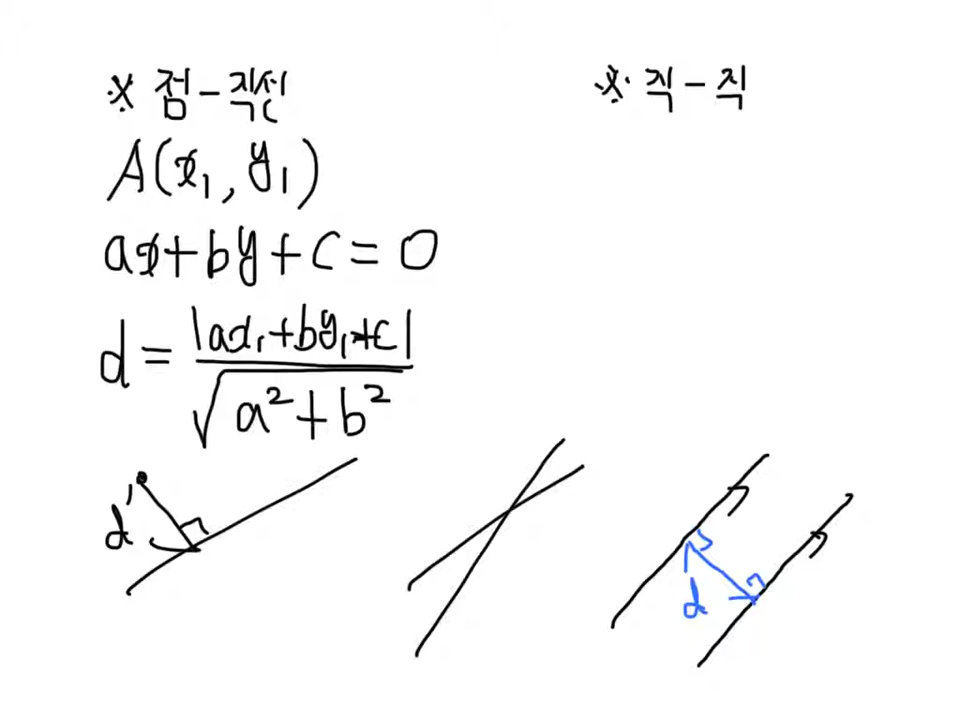 ※ 점-직선
A(x₁, y₁)
ax+by+c=0
d = |ax₁+by₁+c| / √(a²+b²)
d
※ 직-직
d